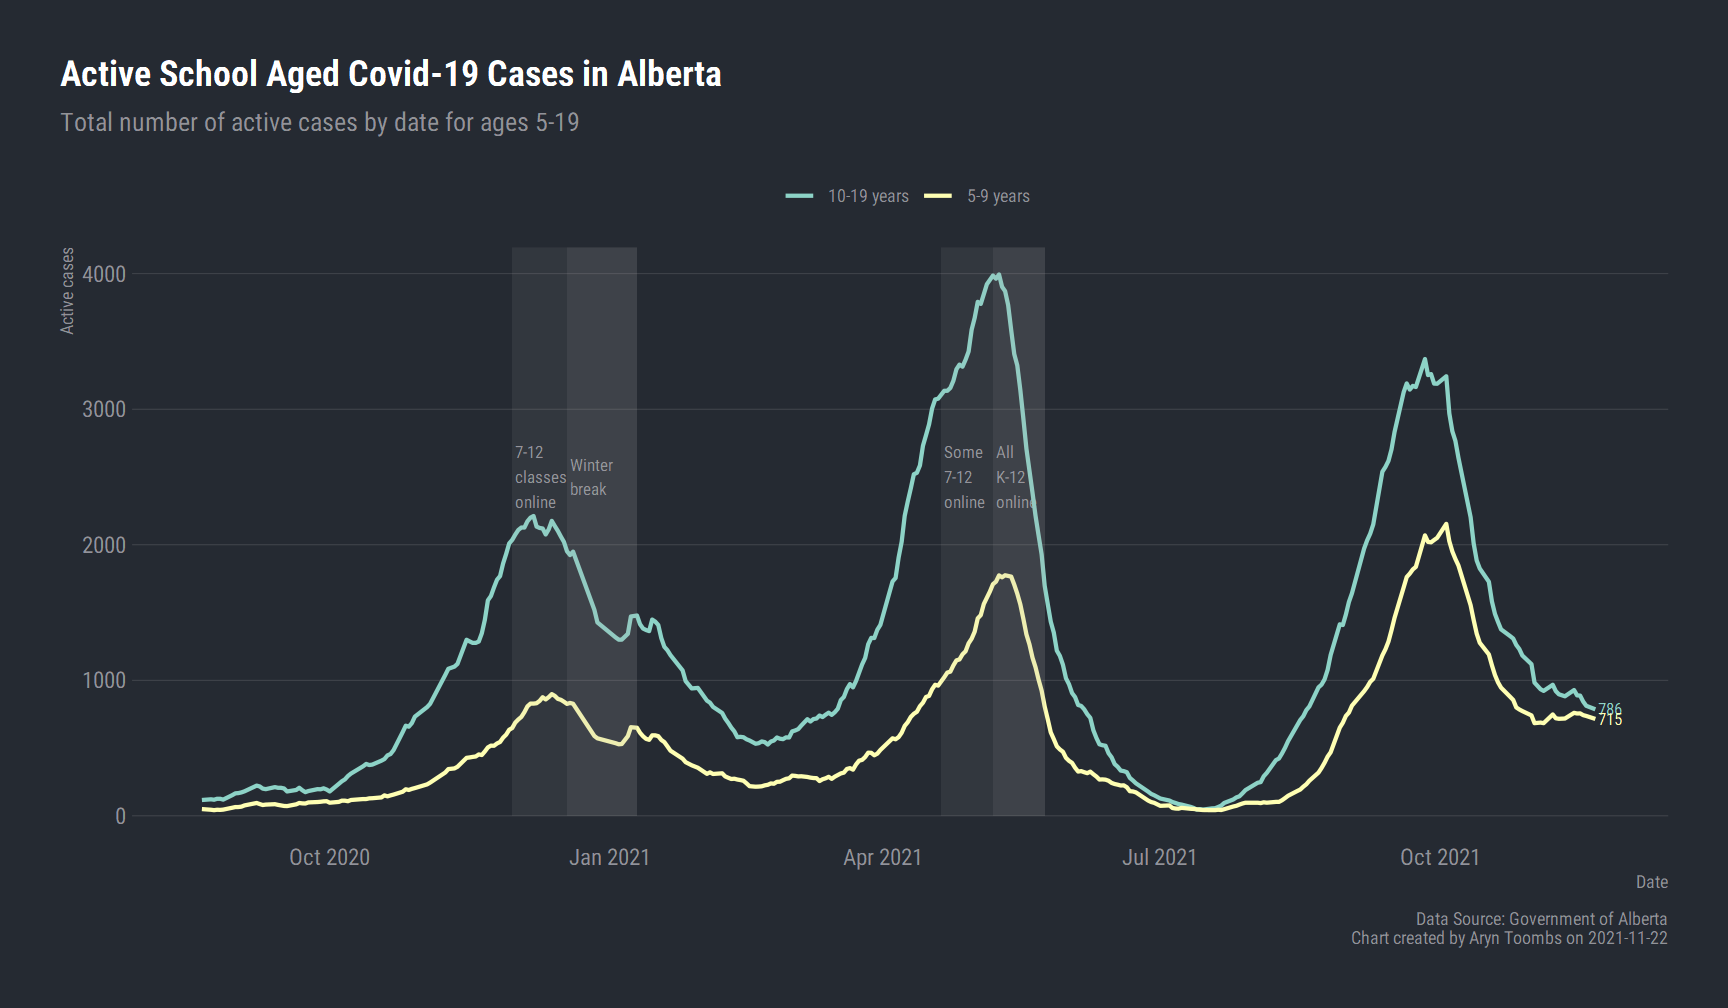 Active School Aged Covid-19 Cases in Alberta
Total number of active cases by date for ages 5-19
10-19 years
5-9 years
Active cases
4000
3000
2000
1000
0
7-12
classes
online
Winter
break
Some
7-12
online
All
K-12
online
786
715
Oct 2020
Jan 2021
Apr 2021
Jul 2021
Oct 2021
Date
Data Source: Government of Alberta
Chart created by Aryn Toombs on 2021-11-22